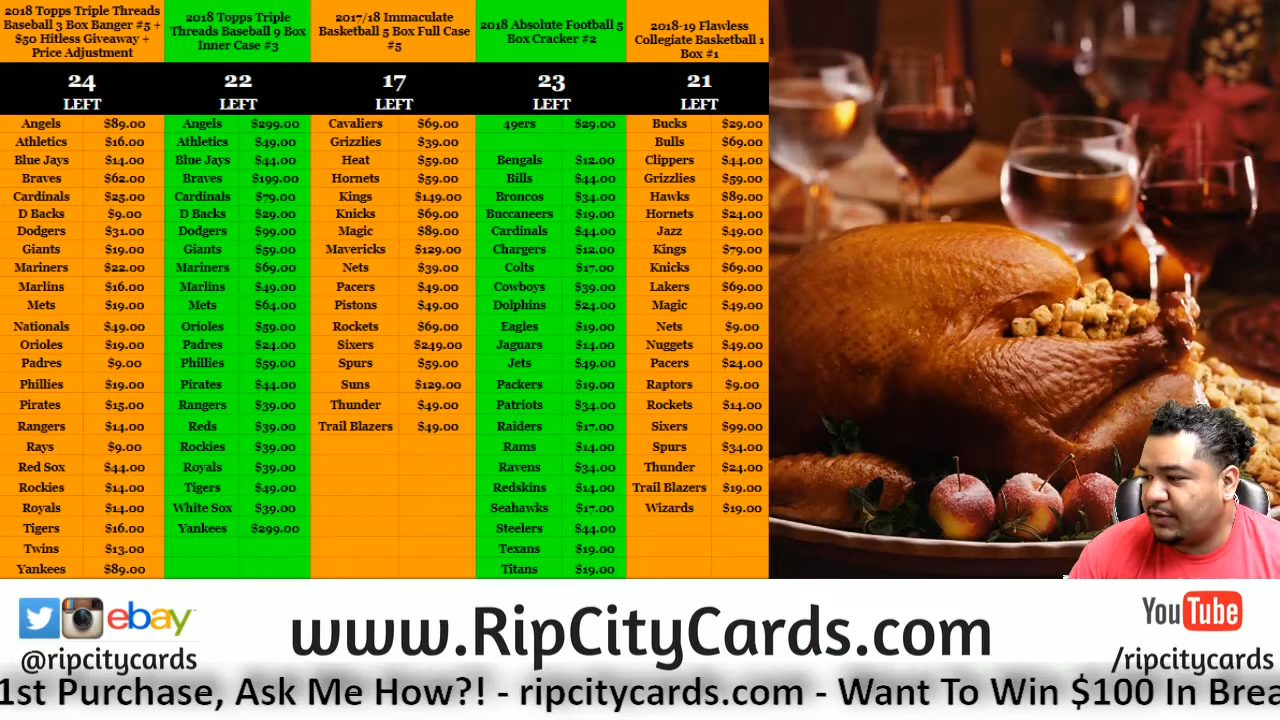 2018 Topps Triple Threads
Baseball 3 Box Banger #5 +
$50 Hitless Giveaway +
Price Adjustment
24
LEFT
Angels $89.00
Athletics $16.00
Blue Jays $14.00
Braves $62.00
Cardinals $25.00
D Backs $9.00
Dodgers $31.00
Giants $19.00
Mariners $22.00
Marlins $16.00
Mets $19.00
Nationals $49.00
Orioles $19.00
Padres $9.00
Phillies $19.00
Pirates $15.00
Rangers $14.00
Rays $9.00
Red Sox $44.00
Rockies $14.00
Royals $14.00
Tigers $16.00
Twins $13.00
Yankees $89.00
2018 Topps Triple
Threads Baseball 9 Box
Inner Case #3
22
LEFT
Angels $299.00
Athletics $49.00
Blue Jays $44.00
Braves $199.00
Cardinals $79.00
D Backs $29.00
Dodgers $99.00
Giants $59.00
Mariners $69.00
Marlins $49.00
Mets $64.00
Orioles $59.00
Padres $24.00
Phillies $59.00
Pirates $44.00
Rangers $39.00
Reds $39.00
Rockies $39.00
Royals $39.00
Tigers $49.00
White Sox $39.00
Yankees $299.00
2017/18 Immaculate
Basketball 5 Box Full Case
#5
17
LEFT
Cavaliers $69.00
Grizzlies $39.00
Heat $59.00
Hornets $59.00
Kings $149.00
Knicks $69.00
Magic $89.00
Mavericks $129.00
Nets $39.00
Pacers $49.00
Pistons $49.00
Rockets $69.00
Sixers $249.00
Spurs $59.00
Suns $129.00
Thunder $49.00
Trail Blazers $49.00
2018 Absolute Football 5
Box Cracker #2
23
LEFT
49ers $29.00
Bengals $12.00
Bills $44.00
Broncos $34.00
Buccaneers $19.00
Cardinals $44.00
Chargers $12.00
Colts $17.00
Cowboys $39.00
Dolphins $24.00
Eagles $19.00
Jaguars $14.00
Jets $49.00
Packers $19.00
Patriots $34.00
Raiders $17.00
Rams $14.00
Ravens $34.00
Redskins $14.00
Seahawks $17.00
Steelers $44.00
Texans $19.00
Titans $19.00
2018-19 Flawless
Collegiate Basketball 1
Box #1
21
LEFT
Bucks $29.00
Bulls $69.00
Clippers $44.00
Grizzlies $59.00
Hawks $89.00
Hornets $24.00
Jazz $49.00
Kings $79.00
Knicks $69.00
Lakers $69.00
Magic $49.00
Nets $9.00
Nuggets $49.00
Pacers $24.00
Raptors $9.00
Rockets $14.00
Sixers $99.00
Spurs $34.00
Thunder $24.00
Trail Blazers $19.00
Wizards $19.00
ebay
@ripcitycards
www.RipCityCards.com
YouTube
/ripcitycards
1st Purchase, Ask Me How?! - ripcitycards.com - Want To Win $100 In Brea